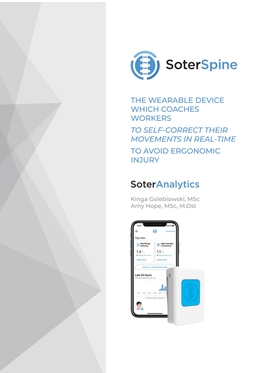 SoterSpine
THE WEARABLE DEVICE
WHICH COACHES
WORKERS
TO SELF-CORRECT THEIR
MOVEMENTS IN REAL-TIME
TO AVOID ERGONOMIC
INJURY
SoterAnalytics
Kinga Golebiowski, MSc
Amy Hope, MSc, M.Ost